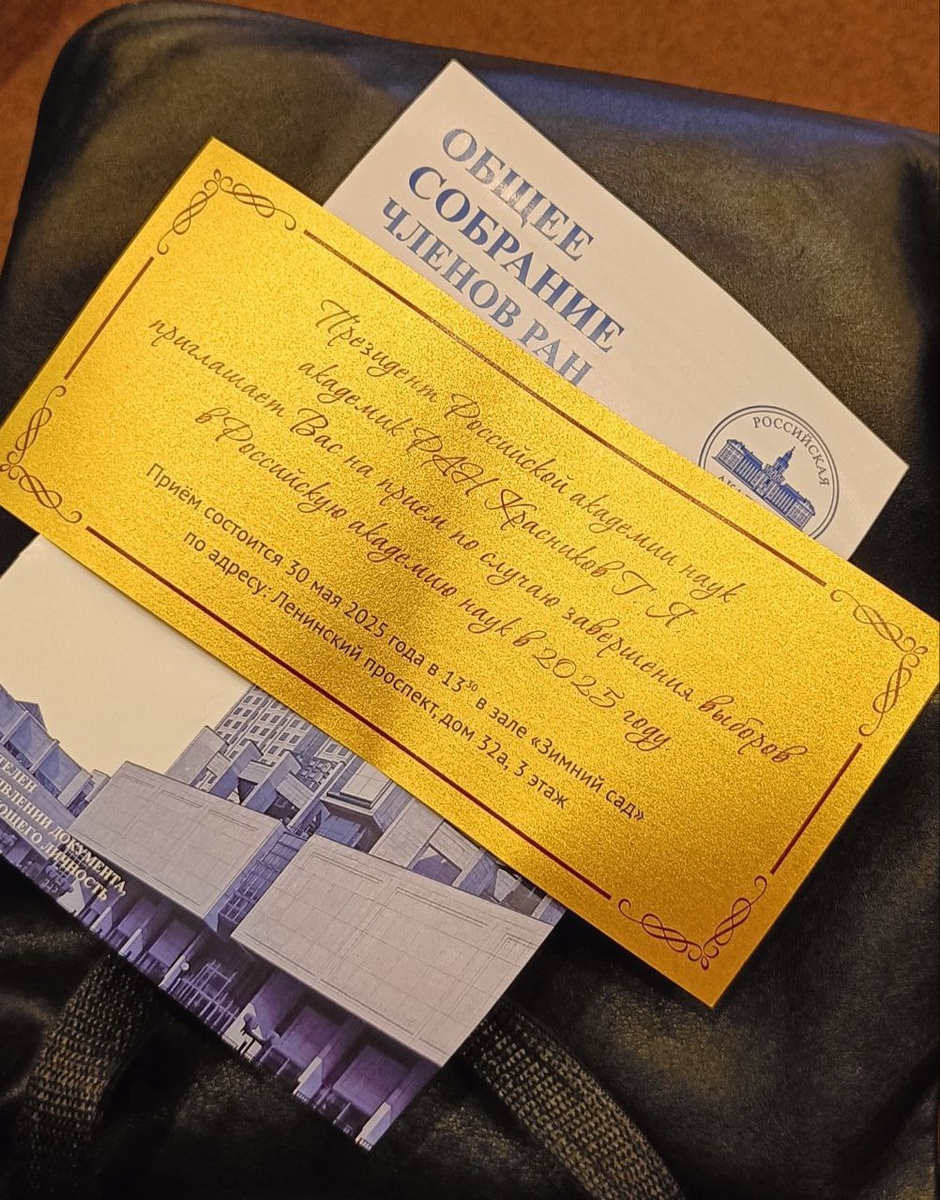 ОБЩЕЕ
СОБРАНИЕ
ЧЛЕНОВ РАН
РОССИЙСКАЯ
Президент Российской академии наук
академик РАН Красников Г. Я.
приглашает Вас на прием по случаю завершения выборов
в Российскую академию наук в 2025 году
Приём состоится 30 мая 2025 года в 13³⁰ в зале «Зимний сад»
по адресу: Ленинский проспект, дом 32а, 3 этаж
ДОКУМЕНТА,
ЛИЧНОСТЬ